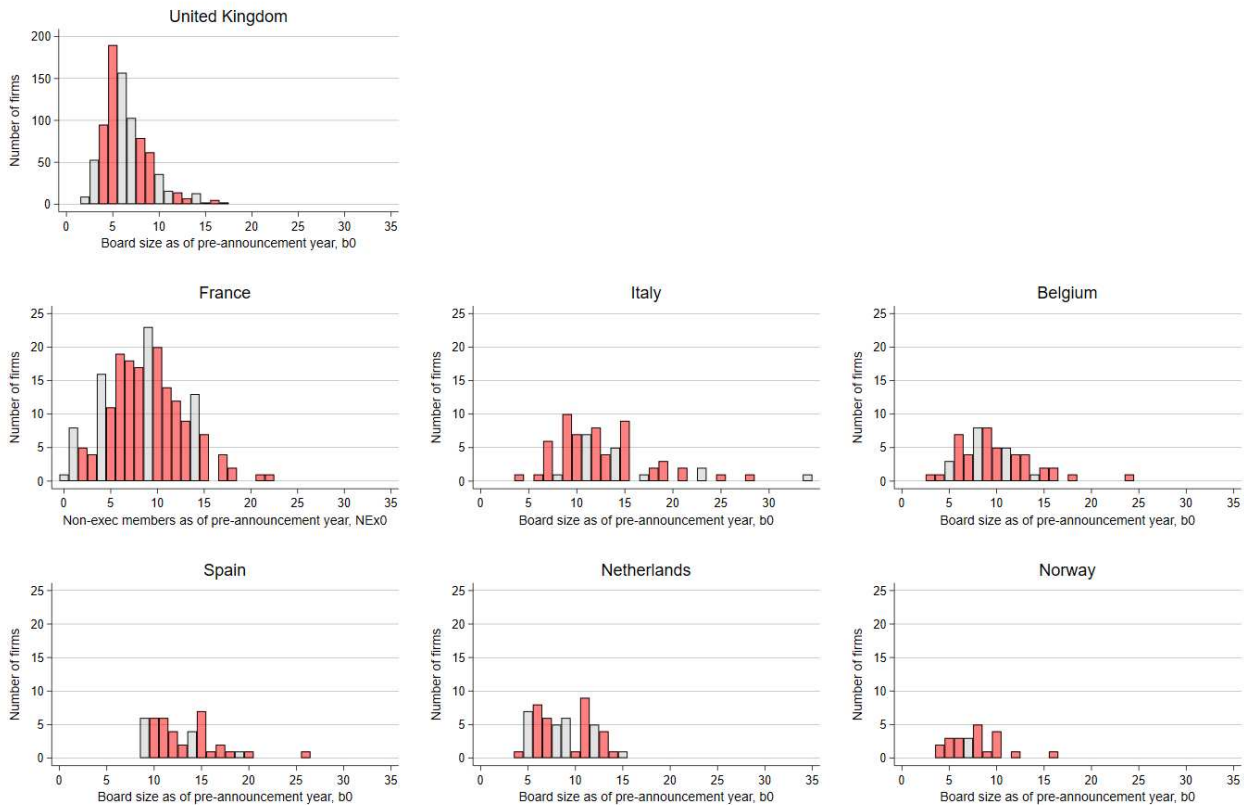 United Kingdom
Number of firms
200
150
100
50
0
0 5 10 15 20 25 30 35
Board size as of pre-announcement year, b0
France
Number of firms
25
20
15
10
5
0
0 5 10 15 20 25 30 35
Non-exec members as of pre-announcement year, NEx0
Italy
Number of firms
25
20
15
10
5
0
0 5 10 15 20 25 30
Board size as of pre-announcement year, b0
Belgium
Number of firms
25
20
15
10
5
0
0 5 10 15 20 25 30 35
Board size as of pre-announcement year, b0
Spain
Number of firms
25
20
15
10
5
0
0 5 10 15 20 25 30 35
Board size as of pre-announcement year, b0
Netherlands
Number of firms
25
20
15
10
5
0
0 5 10 15 20 25 30 35
Board size as of pre-announcement year, b0
Norway
Number of firms
25
20
15
10
5
0
0 5 10 15 20 25 30 35
Board size as of pre-announcement year, b0